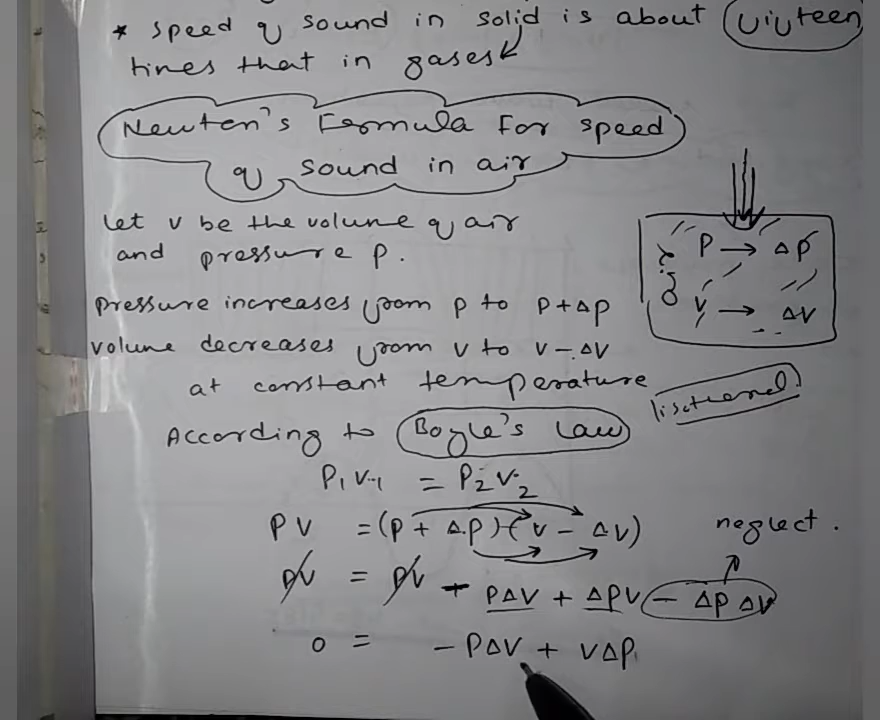 * Speed of sound in solid is about fifteen
times that in gases
Newton's Formula For speed
of sound in air
Let v be the volume of air
and pressure P.
Pressure increases from P to P+ΔP
volume decreases from v to v-ΔV
at constant temperature
isothermal
According to Boyle's Law
P₁V₁ = P₂V₂
PV = (P + ΔP)(V - ΔV)
PV = PV - PΔV + ΔPV - ΔPΔV
neglect.
0 = - PΔV + VΔP
P → ΔP
V → ΔV